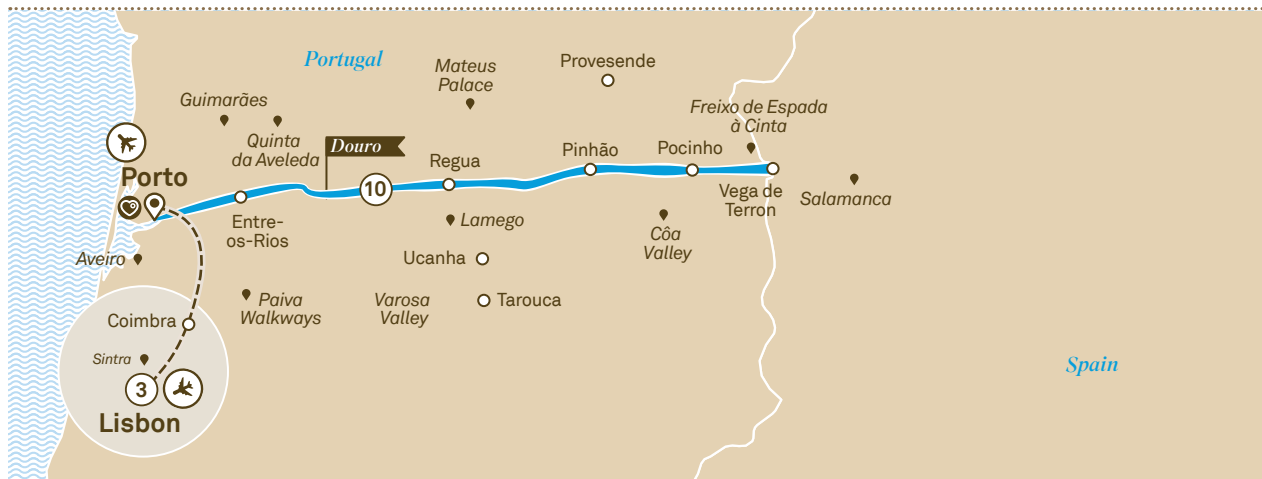 Portugal
Mateus
Palace
Provesende
Guimarães
Quinta
da Aveleda
Freixo de Espada
à Cinta
Douro
Regua
Pinhão
Pocinho
Porto
10
Vega de
Terron
Salamanca
Entre-
os-Rios
Lamego
Côa
Valley
Aveiro
Ucanha
Paiva
Walkways
Varosa
Valley
Tarouca
Coimbra
Sintra
3
Lisbon
Spain